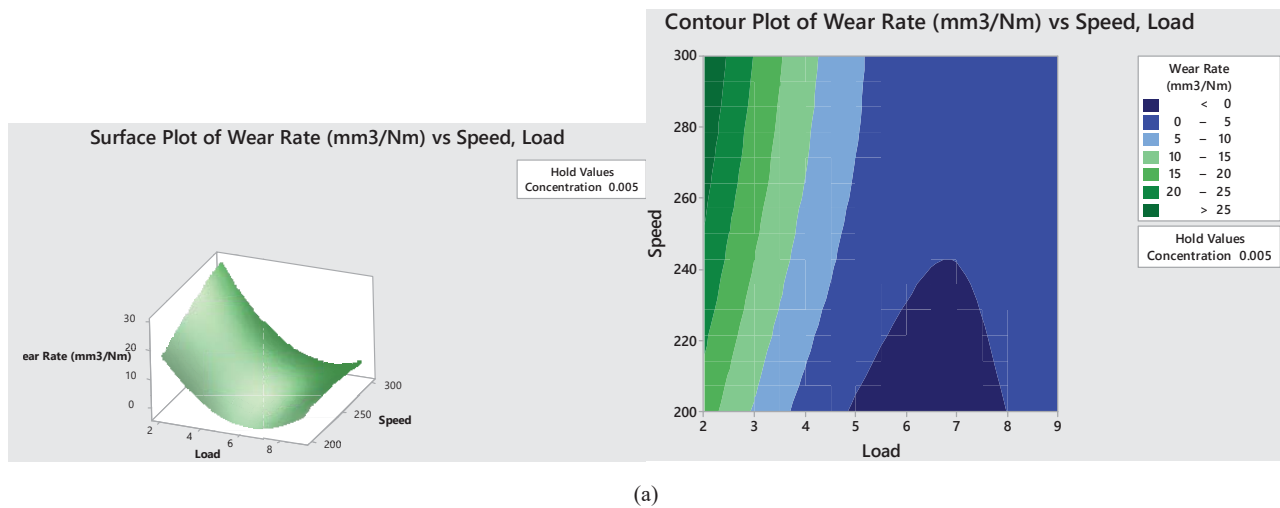 Surface Plot of Wear Rate (mm3/Nm) vs Speed, Load
Hold Values
Concentration 0.005
30
20
ear Rate (mm3/Nm)
10
0
2
4
6
8
Load
200
250
300
Speed
Contour Plot of Wear Rate (mm3/Nm) vs Speed, Load
300
280
260
240
220
200
Speed
2
3
4
5
6
7
8
9
Load
Wear Rate
(mm3/Nm)
< 0
0 – 5
5 – 10
10 – 15
15 – 20
20 – 25
> 25
Hold Values
Concentration 0.005
(a)